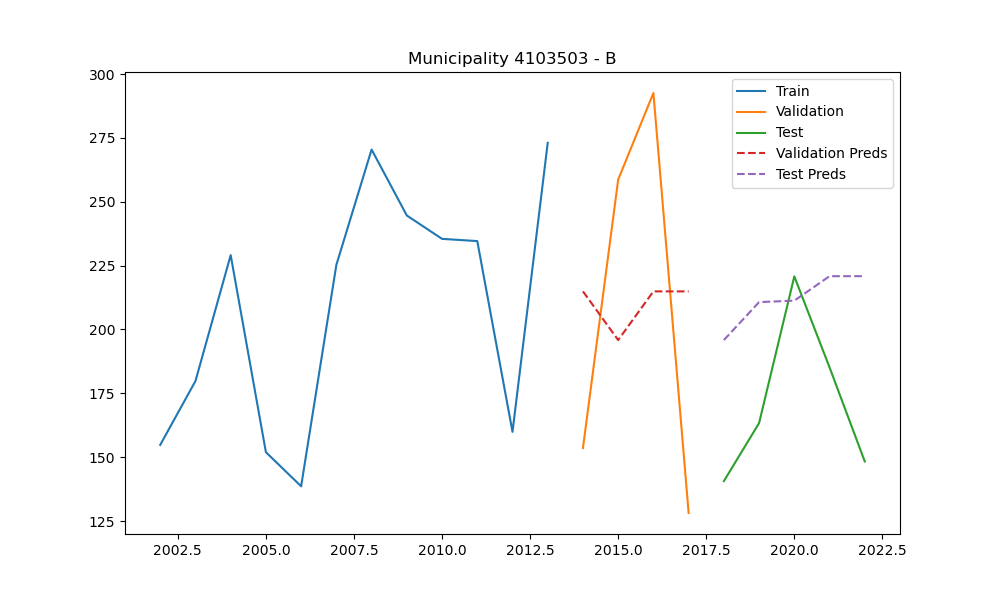 Municipality 4103503 - B
300
275
250
225
200
175
150
125
2002.5 2005.0 2007.5 2010.0 2012.5 2015.0 2017.5 2020.0 2022.5
Train
Validation
Test
Validation Preds
Test Preds